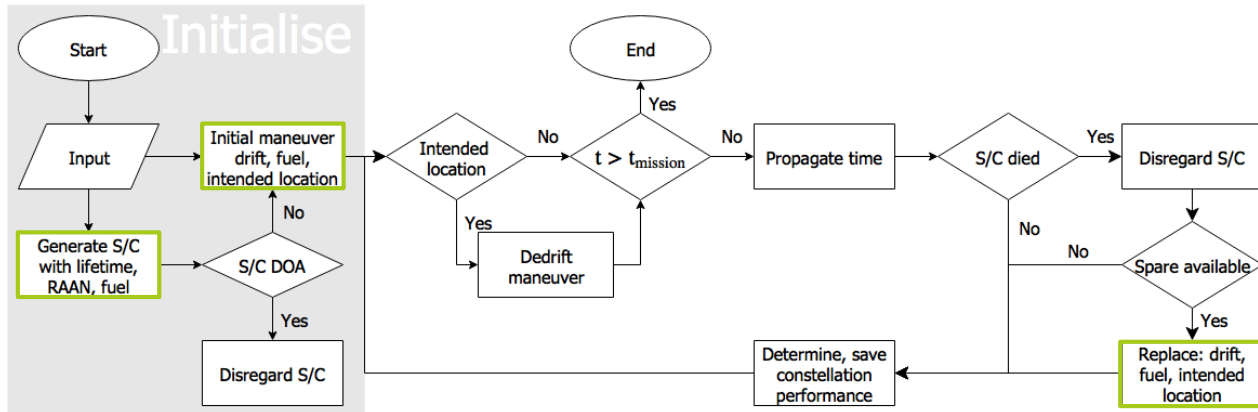 Initialise
Start
Input
Initial maneuver
drift, fuel,
intended location
No
Generate S/C
with lifetime,
RAAN, fuel
S/C DOA
Yes
Disregard S/C
End
Yes
Intended
location
No
t > tmission
No
Propagate time
S/C died
Yes
Disregard S/C
Yes
Dedrift
maneuver
No
No
Spare available
Yes
Determine, save
constellation
performance
Replace: drift,
fuel, intended
location